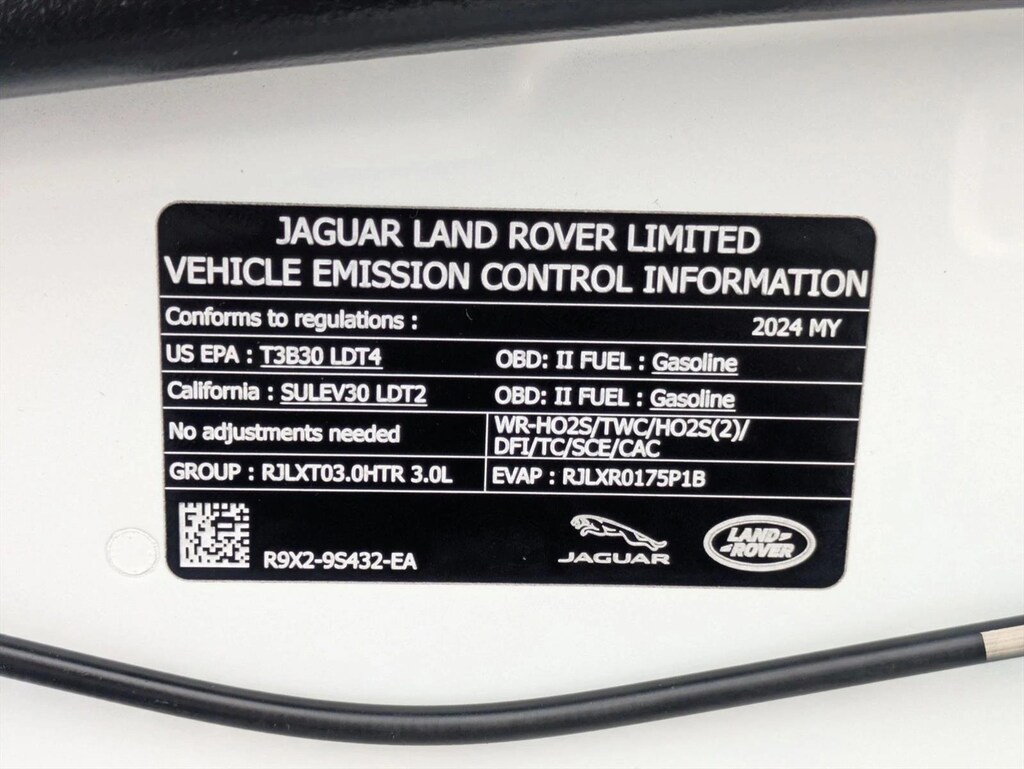 JAGUAR LAND ROVER LIMITED
VEHICLE EMISSION CONTROL INFORMATION
Conforms to regulations : 2024 MY
US EPA : T3B30 LDT4 OBD: II FUEL : Gasoline
California : SULEV30 LDT2 OBD: II FUEL : Gasoline
No adjustments needed
WR-HO2S/TWC/HO2S(2)/
DFI/TC/SCE/CAC
GROUP : RJLXT03.0HTR 3.0L EVAP : RJLXR0175P1B
R9X2-9S432-EA
JAGUAR
LAND-
-ROVER